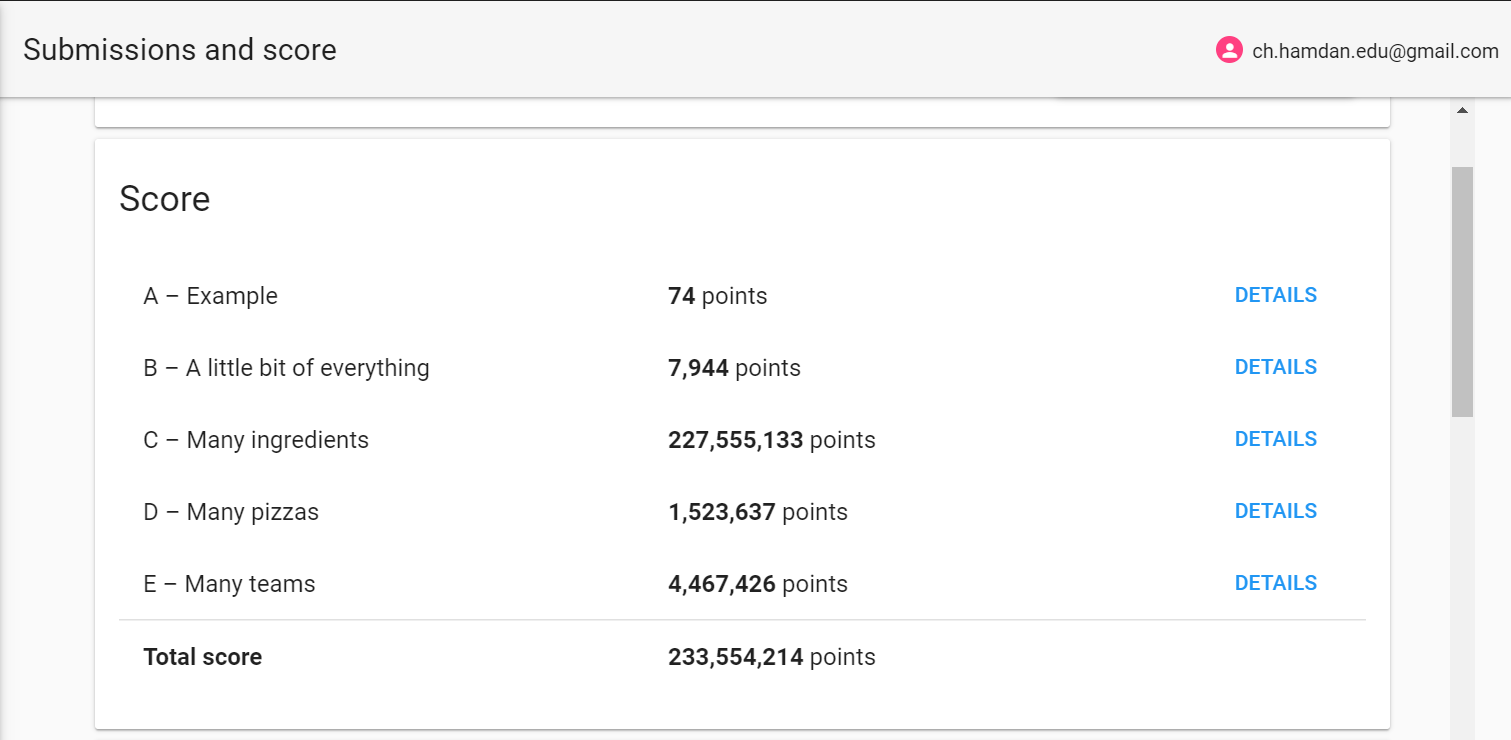 Submissions and score
ch.hamdan.edu@gmail.com
Score
A – Example 74 points DETAILS
B – A little bit of everything 7,944 points DETAILS
C – Many ingredients 227,555,133 points DETAILS
D – Many pizzas 1,523,637 points DETAILS
E – Many teams 4,467,426 points DETAILS
Total score 233,554,214 points